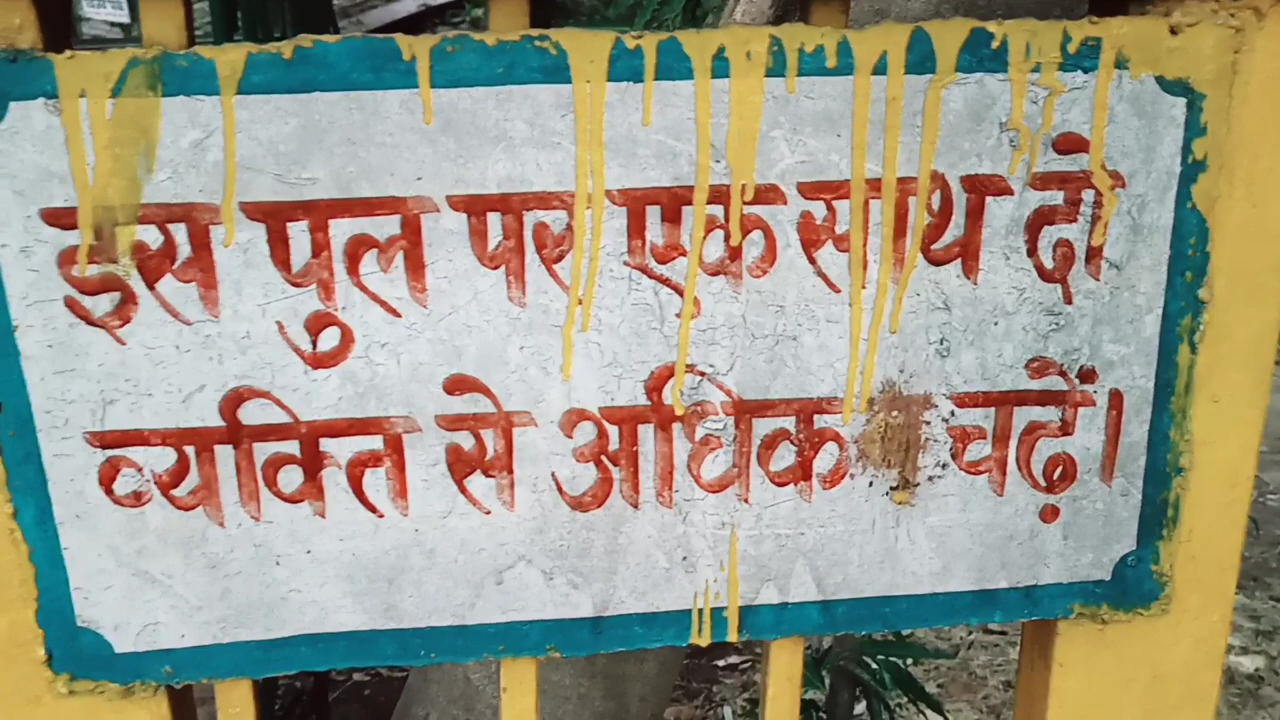 इस पुल पर एक साथ दो
व्यक्ति से अधिक चढ़ें।